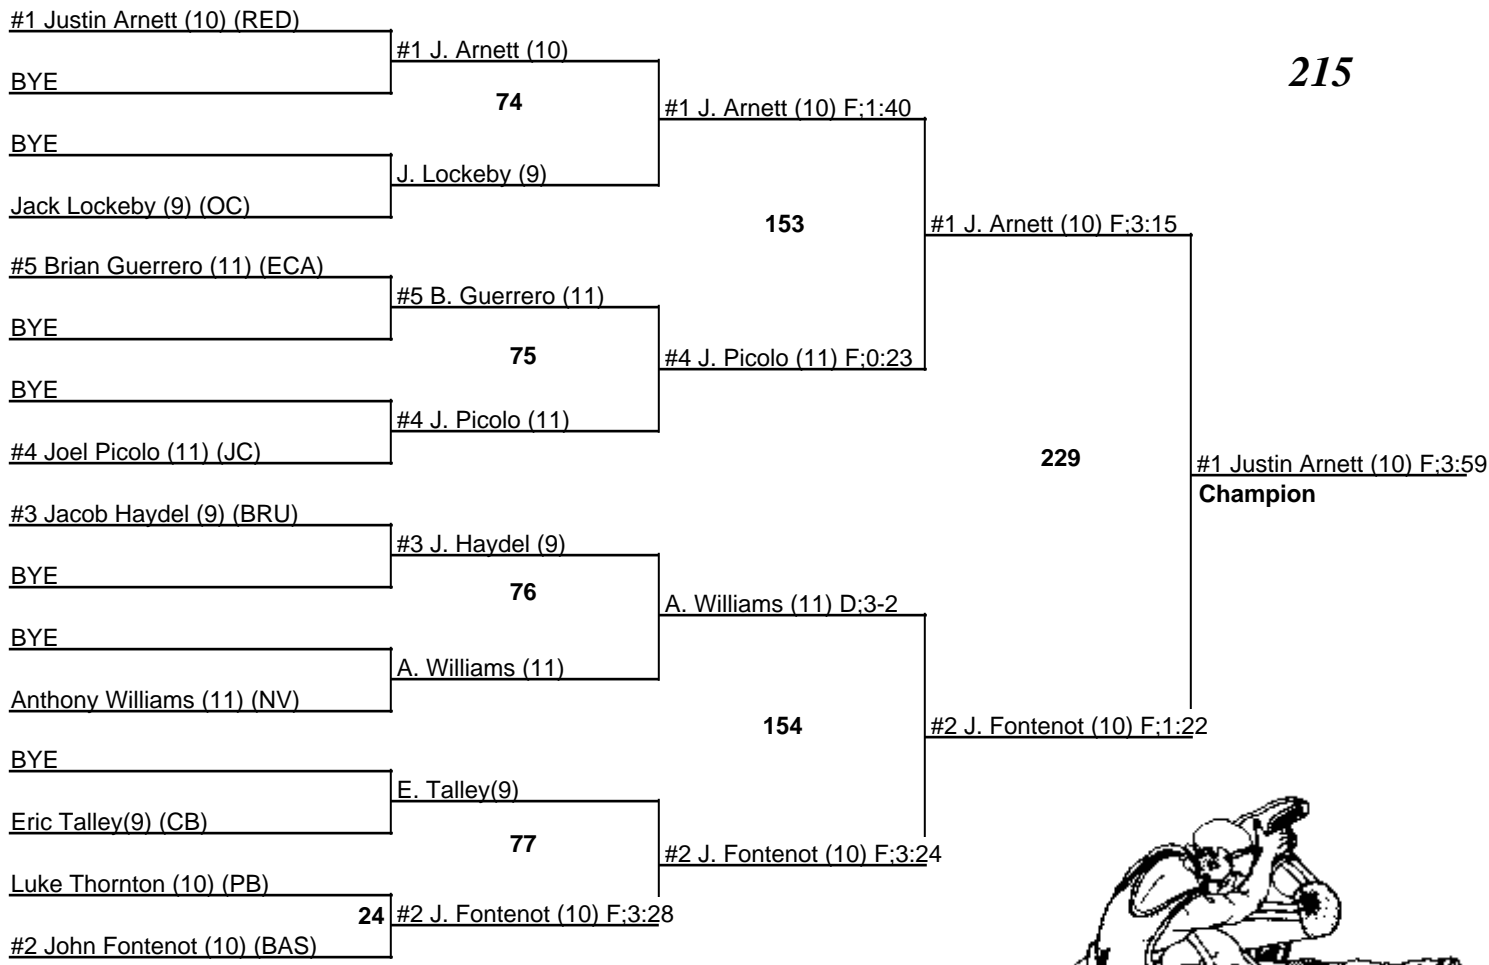 #1 Justin Arnett (10) (RED)
BYE
BYE
Jack Lockeby (9) (OC)
#5 Brian Guerrero (11) (ECA)
BYE
BYE
#4 Joel Picolo (11) (JC)
#3 Jacob Haydel (9) (BRU)
BYE
BYE
Anthony Williams (11) (NV)
BYE
Eric Talley(9) (CB)
Luke Thornton (10) (PB)
#2 John Fontenot (10) (BAS)
#1 J. Arnett (10)
74
J. Lockeby (9)
#5 B. Guerrero (11)
75
#4 J. Picolo (11)
#3 J. Haydel (9)
76
A. Williams (11)
E. Talley(9)
77
24
#2 J. Fontenot (10) F;3:28
#1 J. Arnett (10) F;1:40
153
#4 J. Picolo (11) F;0:23
A. Williams (11) D;3-2
154
#2 J. Fontenot (10) F;3:24
#1 J. Arnett (10) F;3:15
229
#2 J. Fontenot (10) F;1:22
215
#1 Justin Arnett (10) F;3:59
Champion